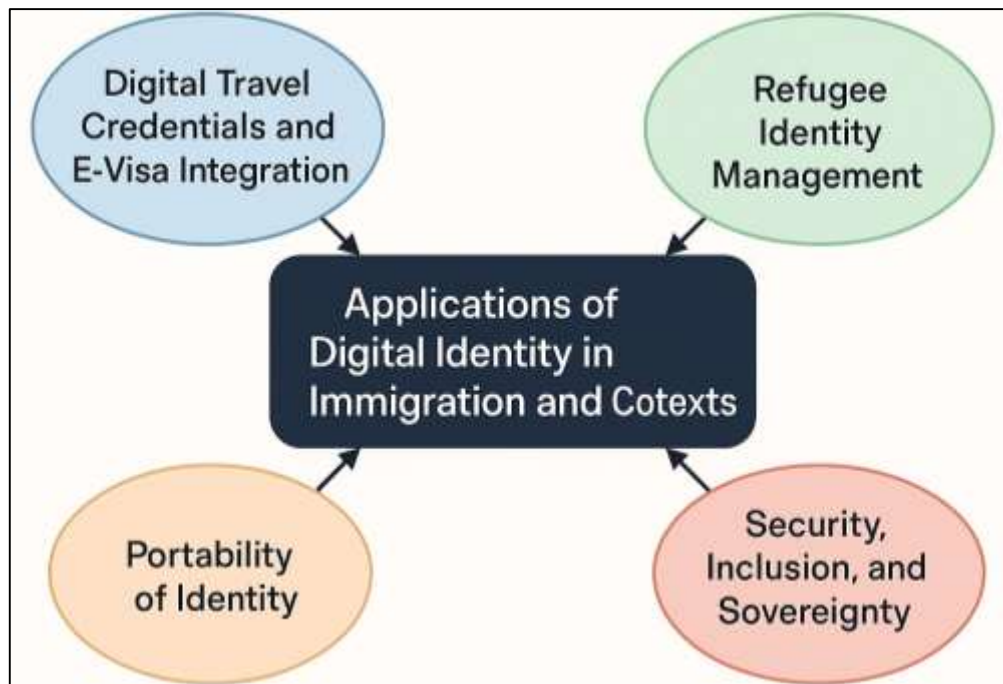 Digital Travel
Credentials and
E-Visa Integration
Refugee
Identity
Management
Applications of
Digital Identity in
Immigration and Cotexts
Portability
of Identity
Security,
Inclusion, and
Sovereignty